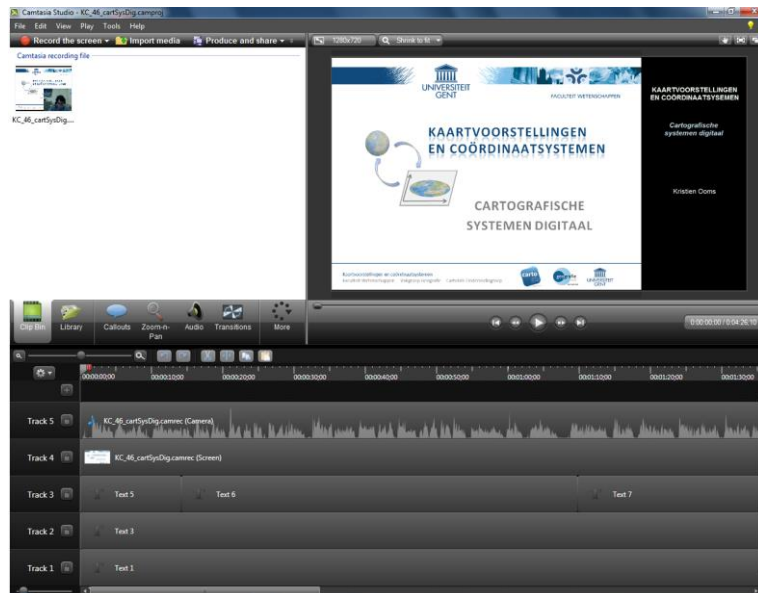 Camtasia Studio - KC_46_cartSysDig.camproj
File Edit View Play Tools Help
Record the screen Import media Produce and share
1280x720 Shrink to fit
Camtasia recording file
KC_46_cartSysDig....
UNIVERSITEIT
GENT
FACULTEIT WETENSCHAPPEN
KAARTVOORSTELLINGEN
EN COÖRDINAATSYSTEMEN
CARTOGRAFISCHE
SYSTEMEN DIGITAAL
Kaartvoorstellingen en coördinaatsystemen
carto
KAARTVOORSTELLINGEN
EN COÖRDINAATSYSEMEN
Cartografische
systemen digitaal
Kristien Ooms
Clip Bin Library Callouts Zoom-n-Pan Audio Transitions More
0:00:00;00 / 0:04:26;10
00:00:00;00 00:00:10;00 00:00:20;00 00:00:30;00 00:00:40;00 00:00:50;00 00:01:00;00 00:01:10;00 00:01:20;00 00:01:30;00
Track 5 KC_46_cartSysDig.camrec (Camera)
Track 4 KC_46_cartSysDig.camrec (Screen)
Track 3 Text 5 Text 6 Text 7
Track 2 Text 3
Track 1 Text 1